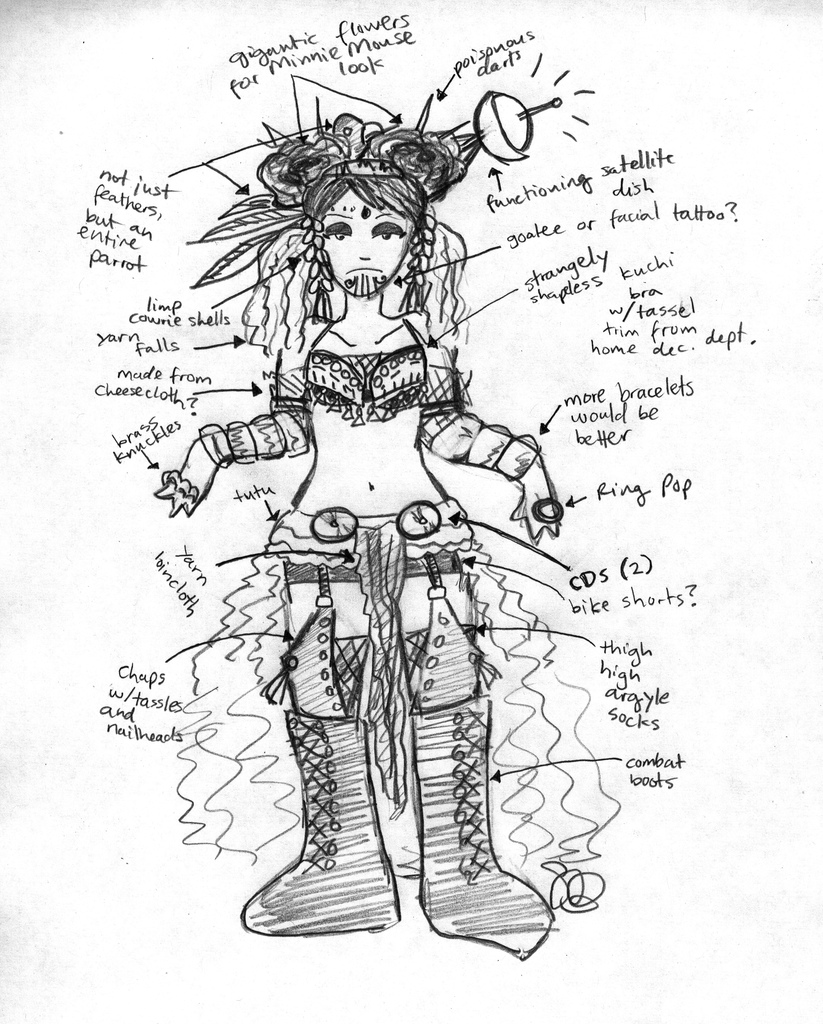 gigantic flowers
for Minnie Mouse
look
poisonous
darts
functioning satellite
dish
not just
feathers,
but an
entire
parrot
goatee or facial tattoo?
strangely
shapless
kuchi
bra
w/tassel
trim from
home dec. dept.
limp
cowrie shells
yarn
falls
made from
cheesecloth?
more bracelets
would be
better
brass
knuckles
Ring Pop
tutu
yarn
loincloth
CDs (2)
bike shorts?
chaps
w/tassles
and
nailheads
thigh
high
argyle
socks
combat
boots